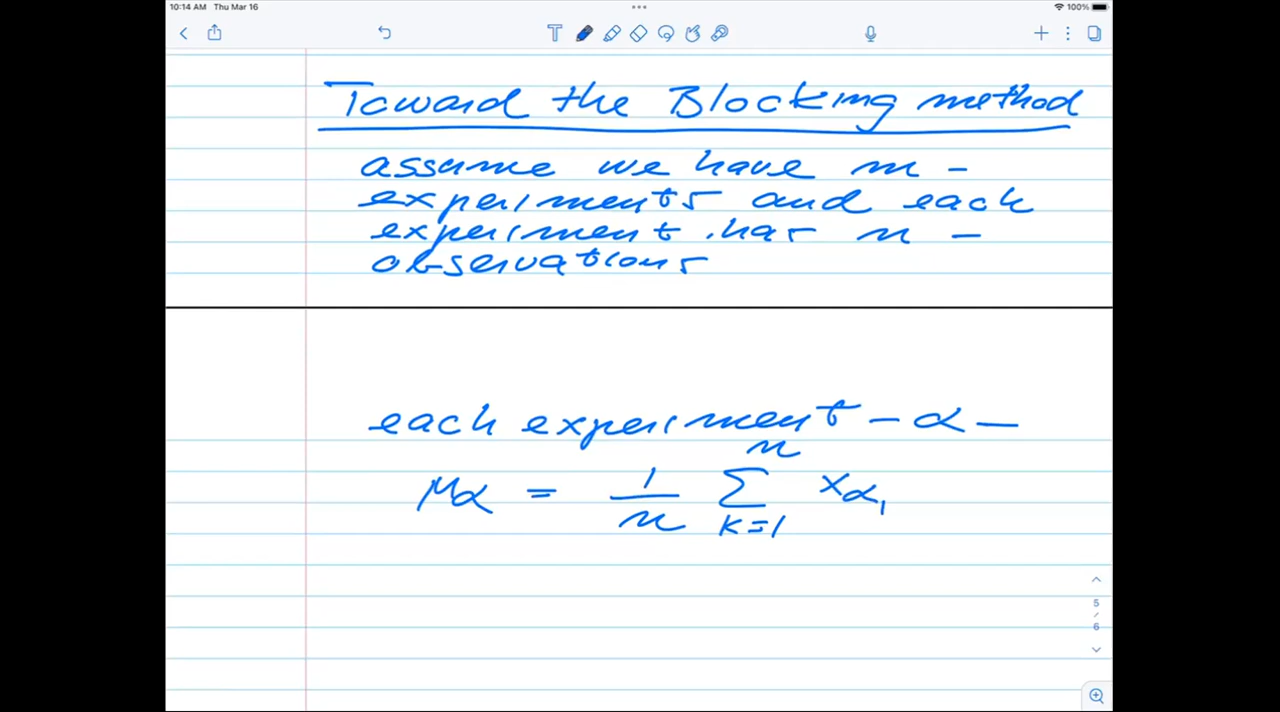 10:14 AM Thu Mar 16
100%
T
Toward the Blocking method
assume we have m -
experiments and each
experiment has n -
observations
each experiment - α -
μα = 1/n n∑k=1 xα,
5
6